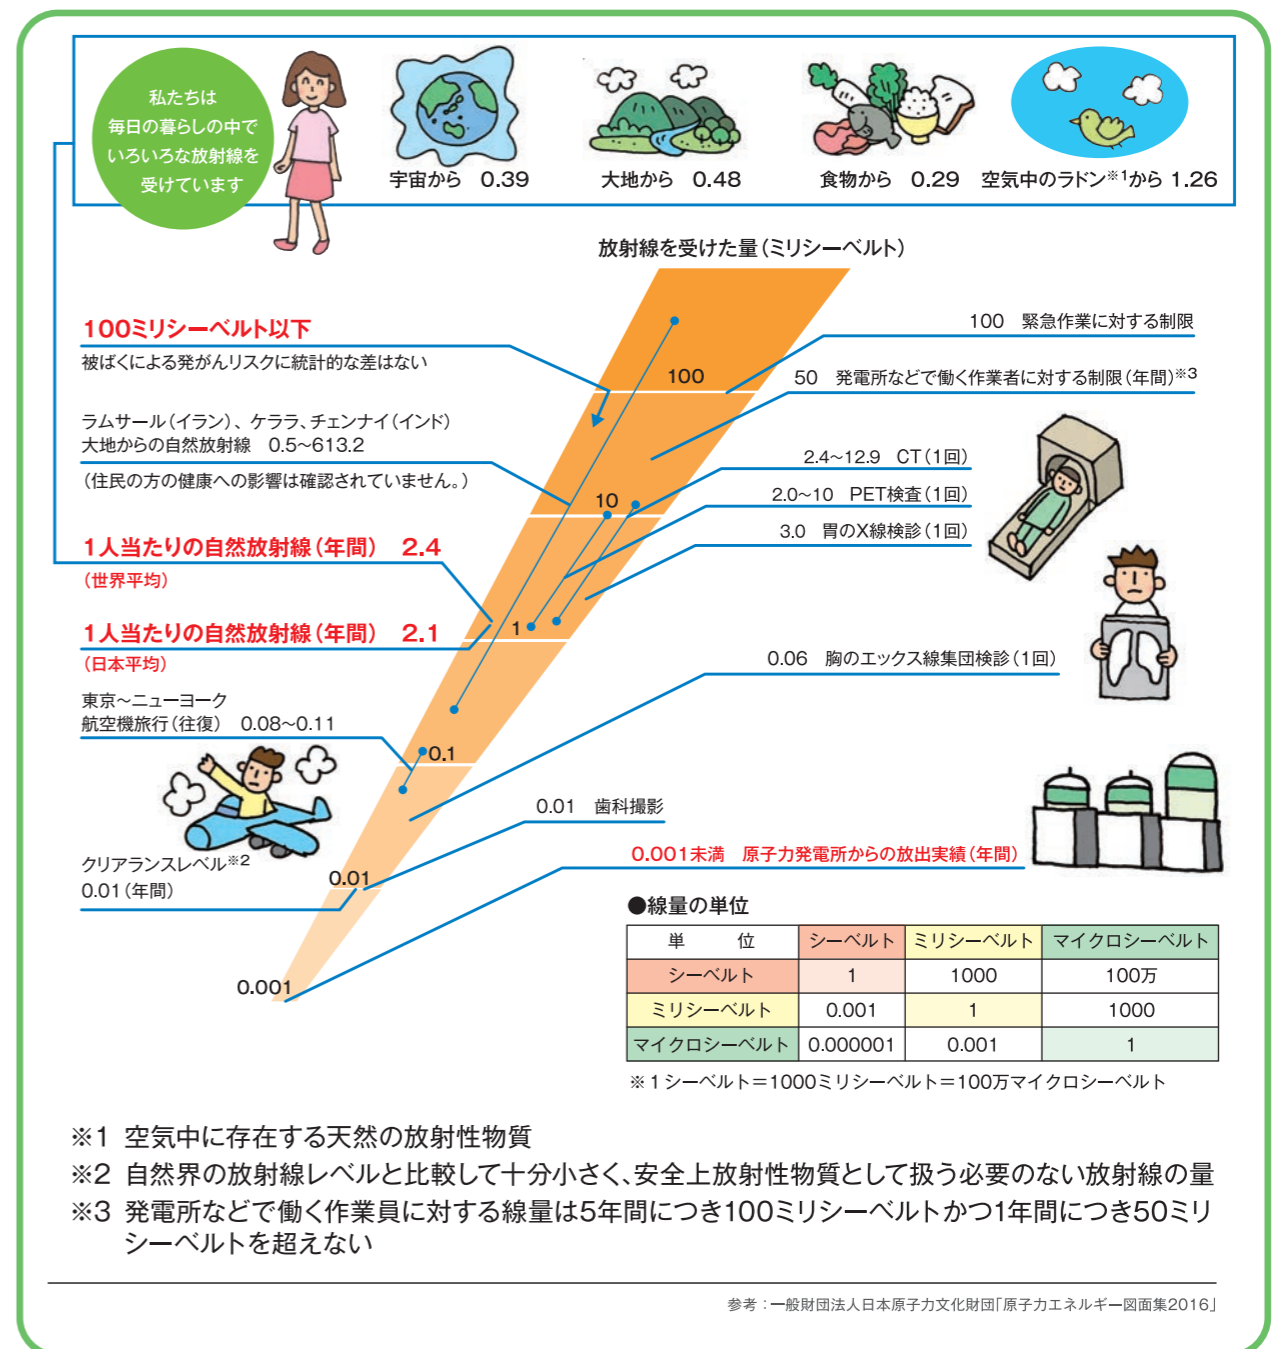 私たちは
毎日の暮らしの中で
いろいろな放射線を
受けています
宇宙から 0.39
大地から 0.48
食物から 0.29
空気中のラドン※1から 1.26
放射線を受けた量(ミリシーベルト)
100ミリシーベルト以下
被ばくによる発がんリスクに統計的な差はない
ラムサール(イラン)、ケララ、チェンナイ(インド)
大地からの自然放射線 0.5~613.2
(住民の方の健康への影響は確認されていません。)
1人当たりの自然放射線(年間) 2.4
(世界平均)
1人当たりの自然放射線(年間) 2.1
(日本平均)
東京~ニューヨーク
航空機旅行(往復) 0.08~0.11
クリアランスレベル※2
0.01(年間)
100
10
1
0.1
0.01
0.001
100 緊急作業に対する制限
50 発電所などで働く作業者に対する制限(年間)※3
2.4~12.9 CT(1回)
2.0~10 PET検査(1回)
3.0 胃のX線検診(1回)
0.06 胸のエックス線集団検診(1回)
0.01 歯科撮影
0.001未満 原子力発電所からの放出実績(年間)
●線量の単位
単 位 シーベルト ミリシーベルト マイクロシーベルト
シーベルト 1 1000 100万
ミリシーベルト 0.001 1 1000
マイクロシーベルト 0.000001 0.001 1
※1シーベルト=1000ミリシーベルト=100万マイクロシーベルト
※1 空気中に存在する天然の放射性物質
※2 自然界の放射線レベルと比較して十分小さく、安全上放射性物質として扱う必要のない放射線の量
※3 発電所などで働く作業員に対する線量は5年間につき100ミリシーベルトかつ1年間につき50ミリ
シーベルトを超えない
参考:一般財団法人日本原子力文化財団「原子力エネルギー図面集2016」